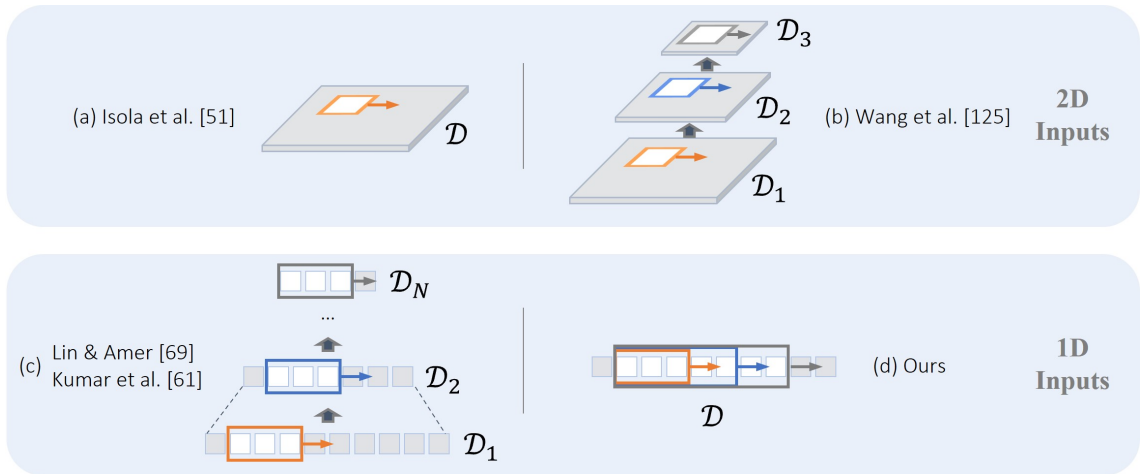 (a) Isola et al. [51]
𝒟
𝒟3
𝒟2
𝒟1
(b) Wang et al. [125]
2D
Inputs
(c)
Lin & Amer [69]
Kumar et al. [61]
𝒟N
...
𝒟2
𝒟1
𝒟
(d) Ours
1D
Inputs